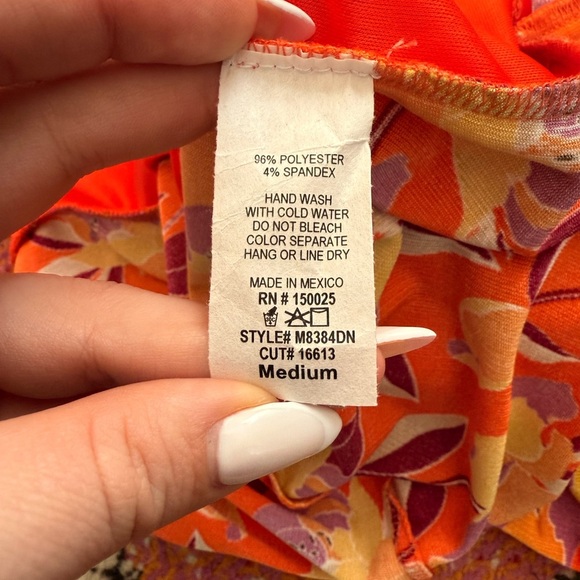 96% POLYESTER
4% SPANDEX
HAND WASH
WITH COLD WATER
DO NOT BLEACH
COLOR SEPARATE
HANG OR LINE DRY
MADE IN MEXICO
RN # 150025
STYLE# M8384DN
CUT# 16613
Medium